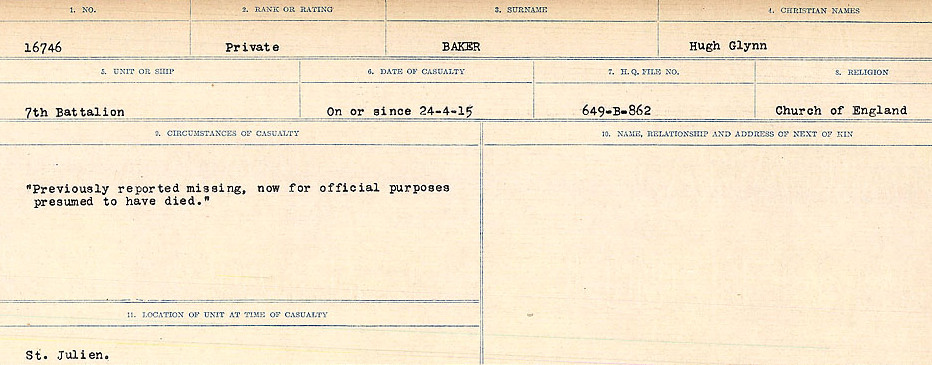 1. NO. 2. RANK OR RATING 3. SURNAME 4. CHRISTIAN NAMES
16746 Private BAKER Hugh Glynn
5. UNIT OR SHIP 6. DATE OF CASUALTY 7. H.Q. FILE NO. 8. RELIGION
7th Battalion On or since 24-4-15 649-B-862 Church of England
9. CIRCUMSTANCES OF CASUALTY 10. NAME, RELATIONSHIP AND ADDRESS OF NEXT OF KIN
"Previously reported missing, now for official purposes
presumed to have died."
11. LOCATION OF UNIT AT TIME OF CASUALTY
St. Julien.